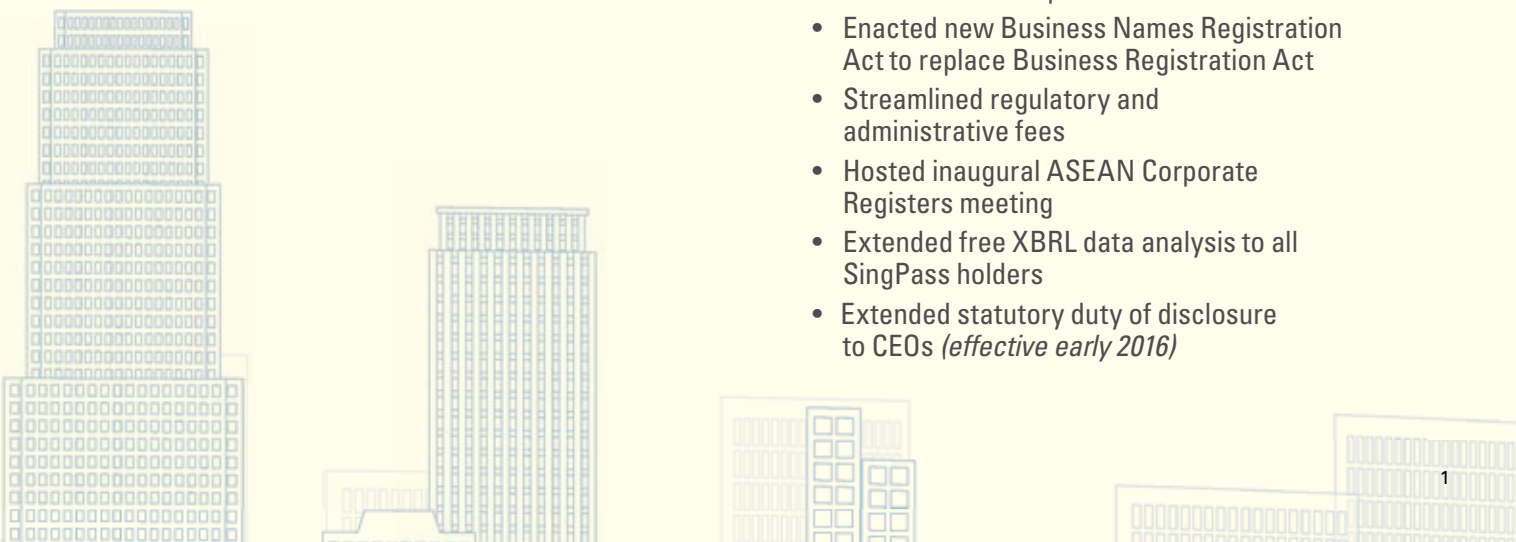 • Enacted new Business Names Registration
Act to replace Business Registration Act
• Streamlined regulatory and
administrative fees
• Hosted inaugural ASEAN Corporate
Registers meeting
• Extended free XBRL data analysis to all
SingPass holders
• Extended statutory duty of disclosure
to CEOs (effective early 2016)
1